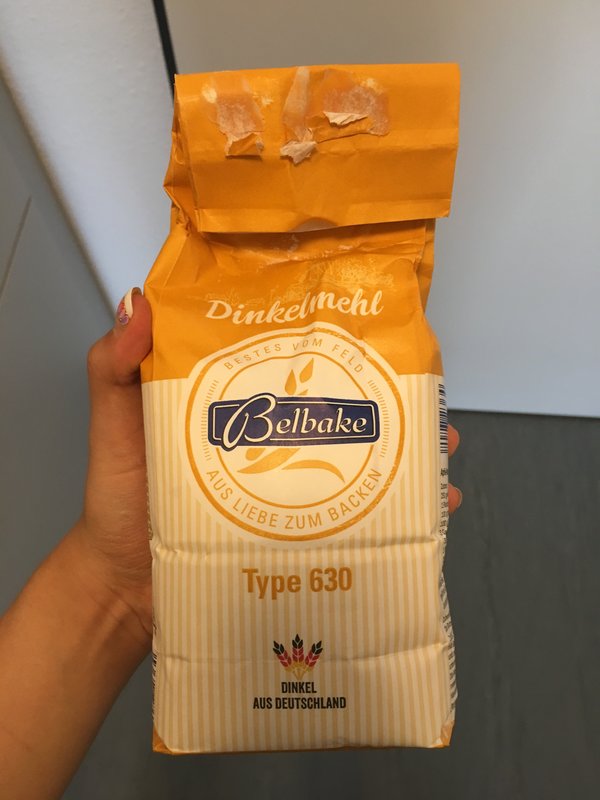 Dinkelmehl
BESTES VOM FELD
Belbake
AUS LIEBE ZUM BACKEN
Type 630
DINKEL
AUS DEUTSCHLAND